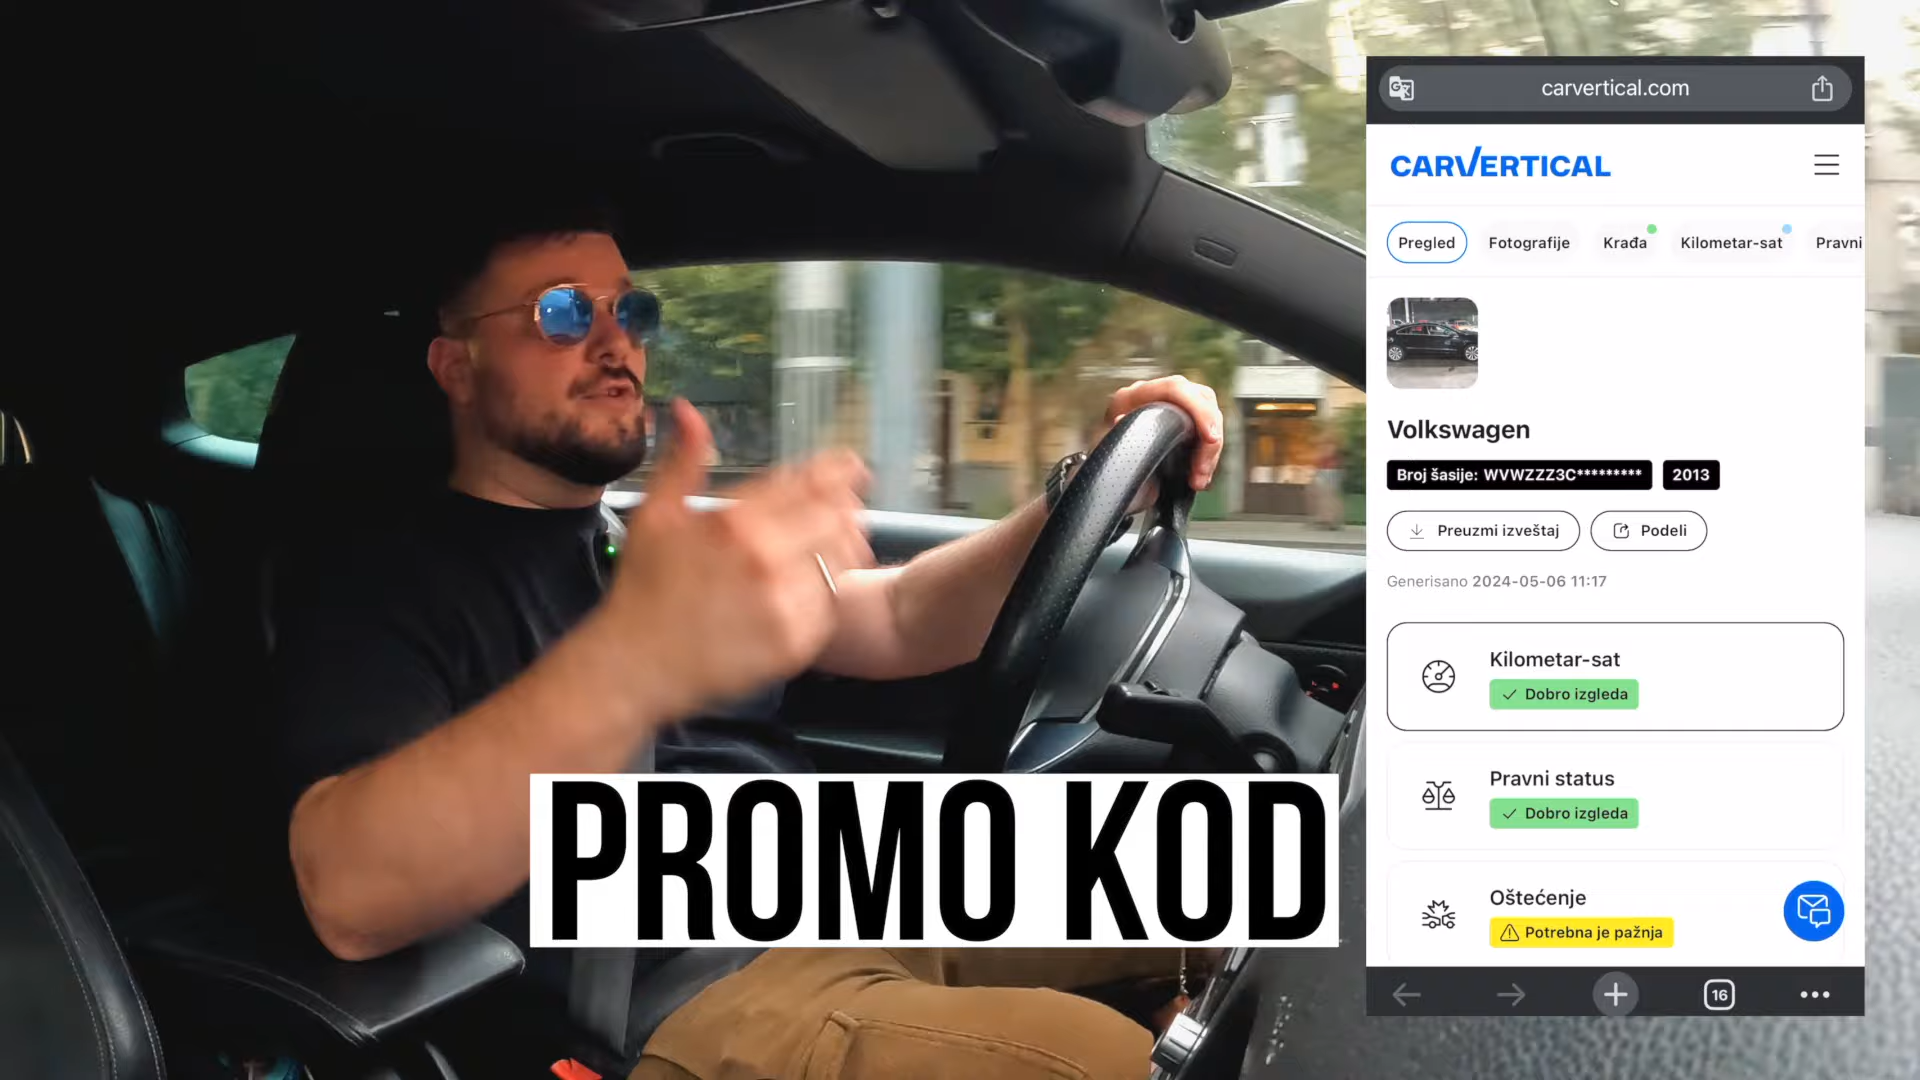 carvertical.com
CARVERTICAL
Pregled Fotografije Krađa Kilometar-sat Pravni
Volkswagen
Broj šasije: WVWZZZ3C********* 2013
Preuzmi izveštaj Podeli
Generisano 2024-05-06 11:17
Kilometar-sat
Dobro izgleda
Pravni status
Dobro izgleda
Oštećenje
Potrebna je pažnja
16
PROMO KOD